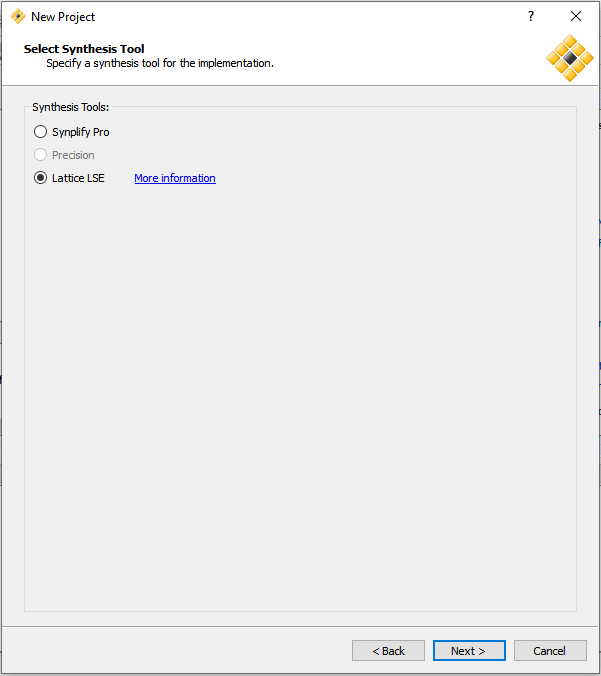 New Project
?
Select Synthesis Tool
Specify a synthesis tool for the implementation.
Synthesis Tools:
Synplify Pro
Precision
Lattice LSE More information
< Back Next > Cancel